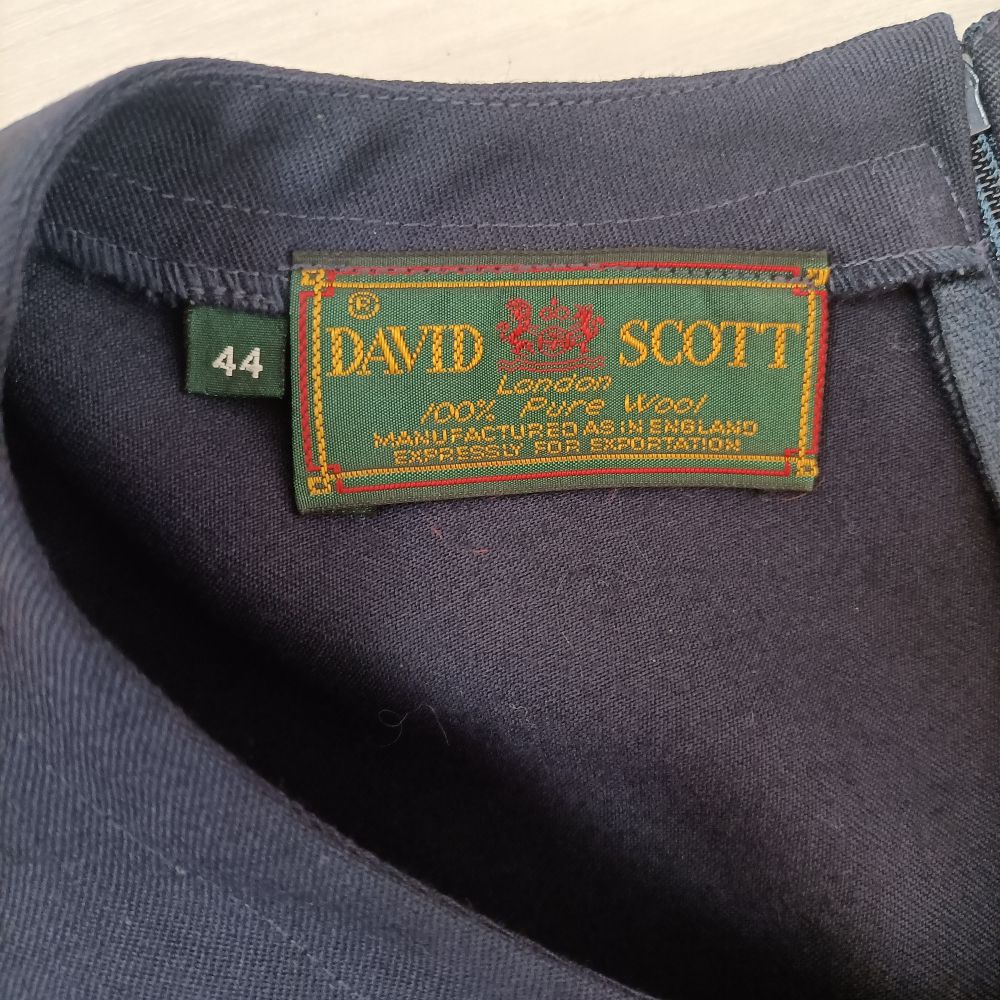 ®
DAVID SCOTT
London
44
100% Pure Wool
MANUFACTURED AS IN ENGLAND
EXPRESSLY FOR EXPORTATION